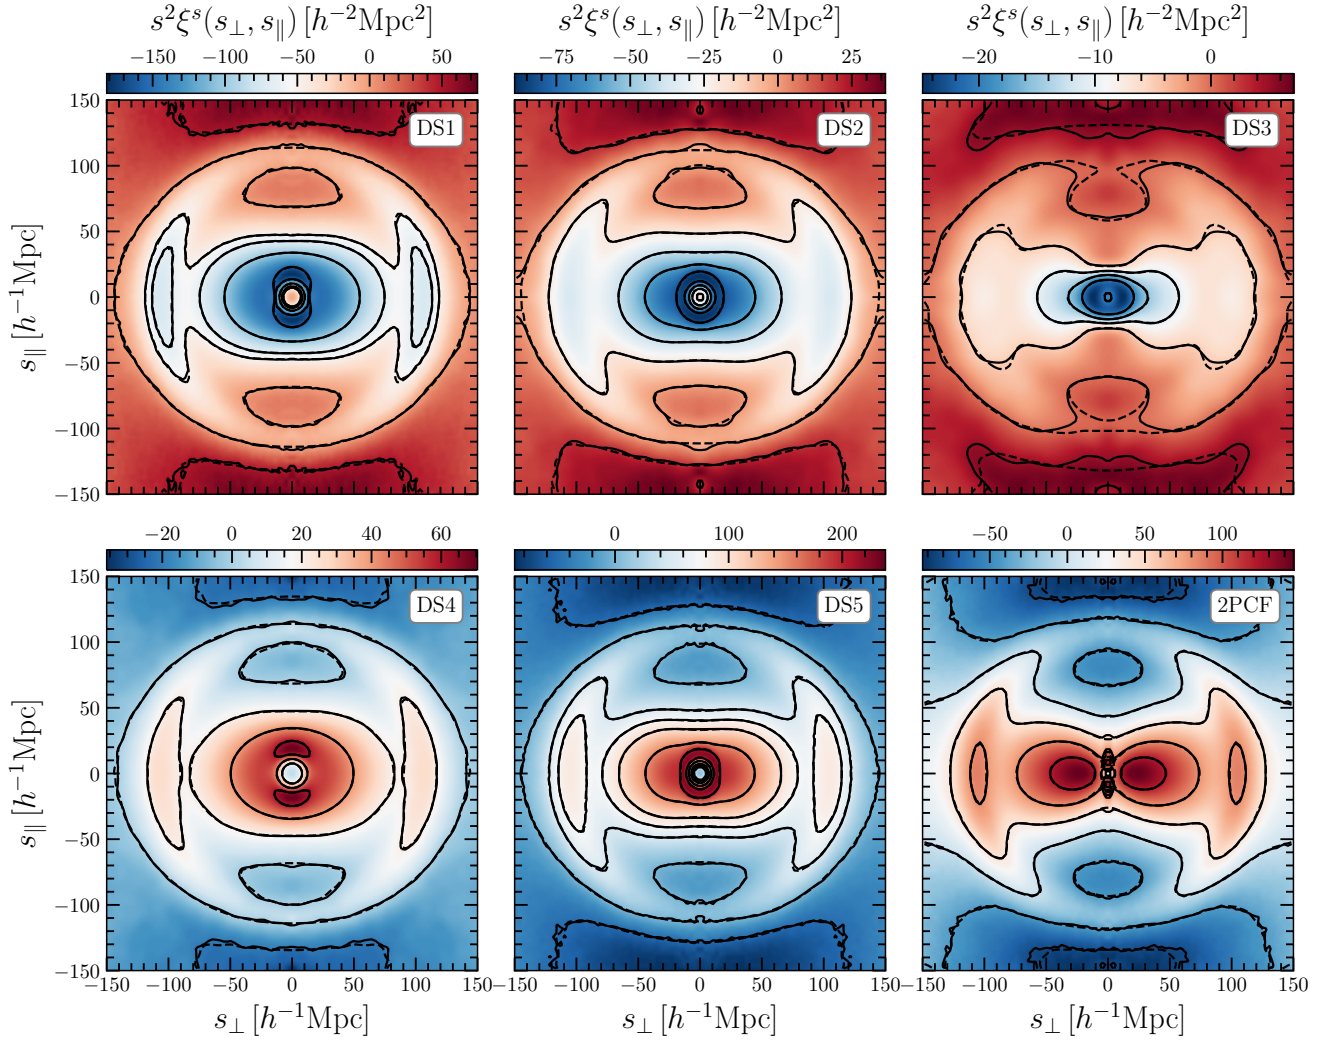 s²ξˢ(s⊥, s∥) [h⁻²Mpc²] s²ξˢ(s⊥, s∥) [h⁻²Mpc²] s²ξˢ(s⊥, s∥) [h⁻²Mpc²]
−150 −100 −50 0 50 −75 −50 −25 0 25 −20 −10 0
150
DS1 DS2 DS3
100
50
0
−50
−100
−150
s∥ [h⁻¹Mpc]
−20 0 20 40 60 0 100 200 −50 0 50 100
150
DS4 DS5 2PCF
100
50
0
−50
−100
−150
s∥ [h⁻¹Mpc]
−150 −100 −50 0 50 100 150 −150 −100 −50 0 50 100 150 −150 −100 −50 0 50 100 150
s⊥ [h⁻¹Mpc] s⊥ [h⁻¹Mpc] s⊥ [h⁻¹Mpc]